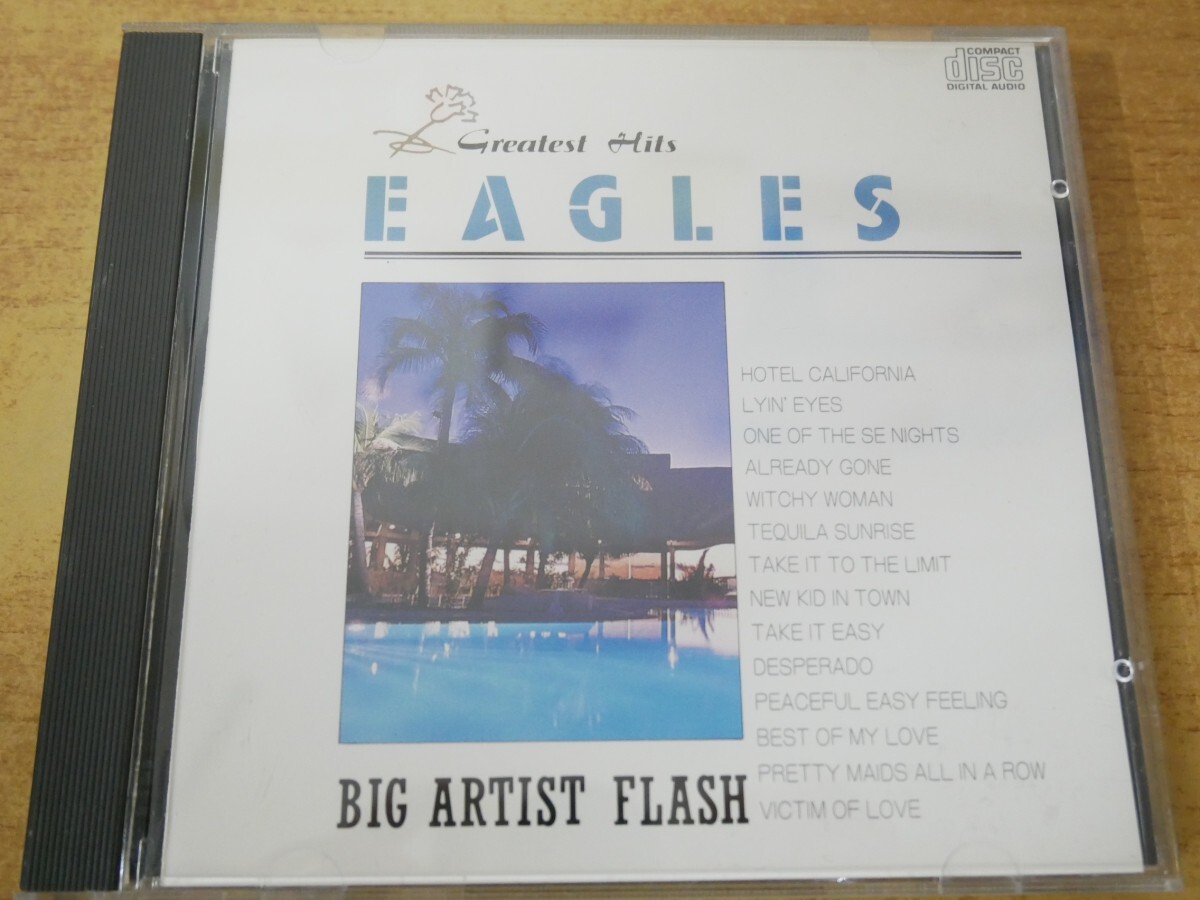 COMPACT
disc
DIGITAL AUDIO
Greatest Hits
EAGLES
HOTEL CALIFORNIA
LYIN' EYES
ONE OF THE SE NIGHTS
ALREADY GONE
WITCHY WOMAN
TEQUILA SUNRISE
TAKE IT TO THE LIMIT
NEW KID IN TOWN
TAKE IT EASY
DESPERADO
PEACEFUL EASY FEELING
BEST OF MY LOVE
PRETTY MAIDS ALL IN A ROW
VICTIM OF LOVE
BIG ARTIST FLASH